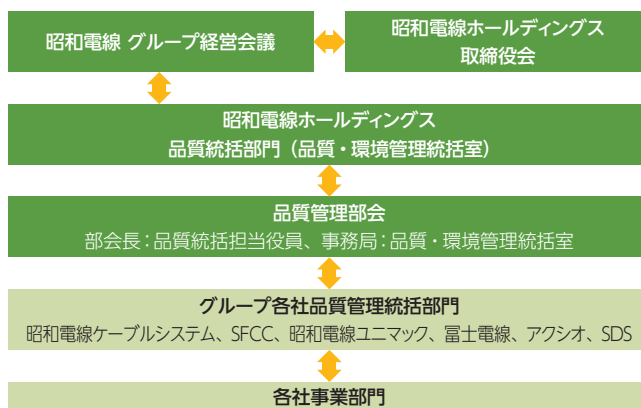 昭和電線 グループ経営会議
昭和電線ホールディングス
取締役会
昭和電線ホールディングス
品質統括部門（品質・環境管理統括室）
品質管理部会
部会長：品質統括担当役員、事務局：品質・環境管理統括室
グループ各社品質管理統括部門
昭和電線ケーブルシステム、SFCC、昭和電線ユニマック、冨士電線、アクシオ、SDS
各社事業部門